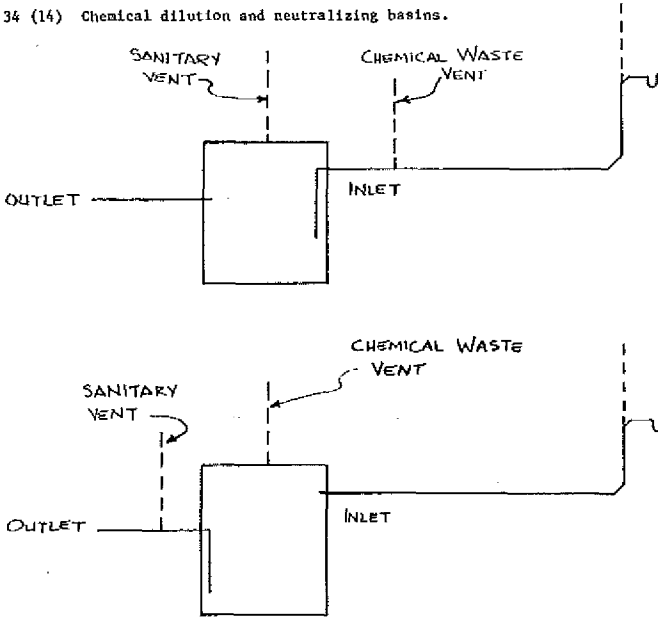 34 (14) Chemical dilution and neutralizing basins.
SANITARY
VENT
CHEMICAL WASTE
VENT
OUTLET
INLET
CHEMICAL WASTE
VENT
SANITARY
VENT
OUTLET
INLET